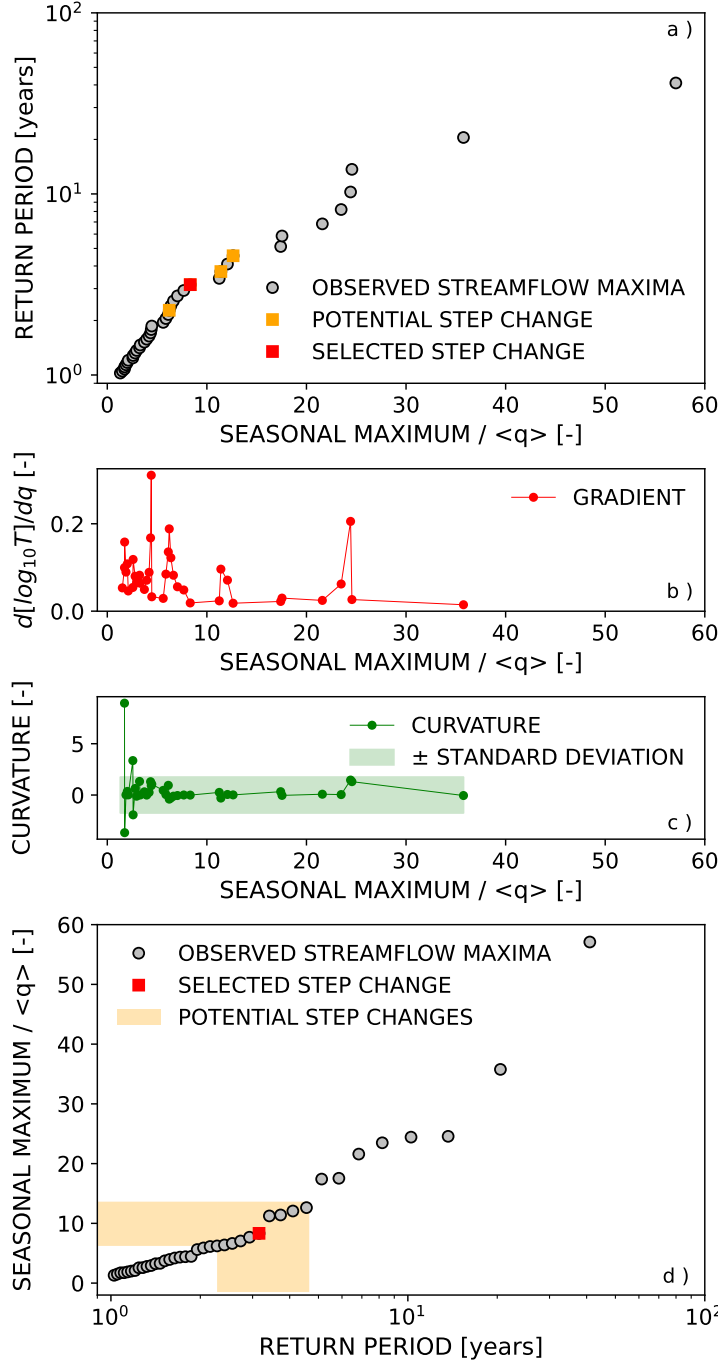 a )
RETURN PERIOD [years]
10²
10¹
10⁰
OBSERVED STREAMFLOW MAXIMA
POTENTIAL STEP CHANGE
SELECTED STEP CHANGE
0 10 20 30 40 50 60
SEASONAL MAXIMUM / <q> [-]
d[log₁₀T]/dq [-]
0.2
0.0
GRADIENT
b )
0 10 20 30 40 50 60
SEASONAL MAXIMUM / <q> [-]
CURVATURE [-]
5
0
CURVATURE
± STANDARD DEVIATION
c )
0 10 20 30 40 50 60
SEASONAL MAXIMUM / <q> [-]
SEASONAL MAXIMUM / <q> [-]
60
50
40
30
20
10
0
OBSERVED STREAMFLOW MAXIMA
SELECTED STEP CHANGE
POTENTIAL STEP CHANGES
d )
10⁰ 10¹ 10²
RETURN PERIOD [years]